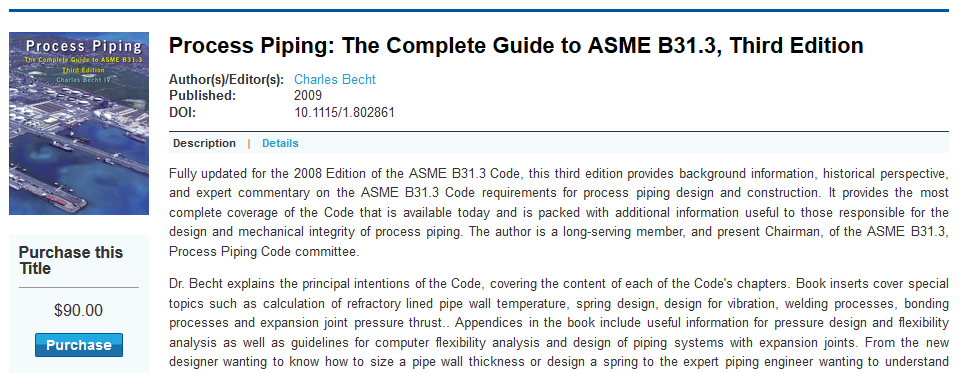 Process Piping
The Complete Guide to ASME B31.3
Third Edition
Charles Becht IV
Process Piping: The Complete Guide to ASME B31.3, Third Edition
Author(s)/Editor(s): Charles Becht
Published: 2009
DOI: 10.1115/1.802861
Description | Details
Fully updated for the 2008 Edition of the ASME B31.3 Code, this third edition provides background information, historical perspective,
and expert commentary on the ASME B31.3 Code requirements for process piping design and construction. It provides the most
complete coverage of the Code that is available today and is packed with additional information useful to those responsible for the
design and mechanical integrity of process piping. The author is a long-serving member, and present Chairman, of the ASME B31.3,
Process Piping Code committee.
Dr. Becht explains the principal intentions of the Code, covering the content of each of the Code's chapters. Book inserts cover special
topics such as calculation of refractory lined pipe wall temperature, spring design, design for vibration, welding processes, bonding
processes and expansion joint pressure thrust.. Appendices in the book include useful information for pressure design and flexibility
analysis as well as guidelines for computer flexibility analysis and design of piping systems with expansion joints. From the new
designer wanting to know how to size a pipe wall thickness or design a spring to the expert piping engineer wanting to understand
Purchase this
Title
$90.00
Purchase